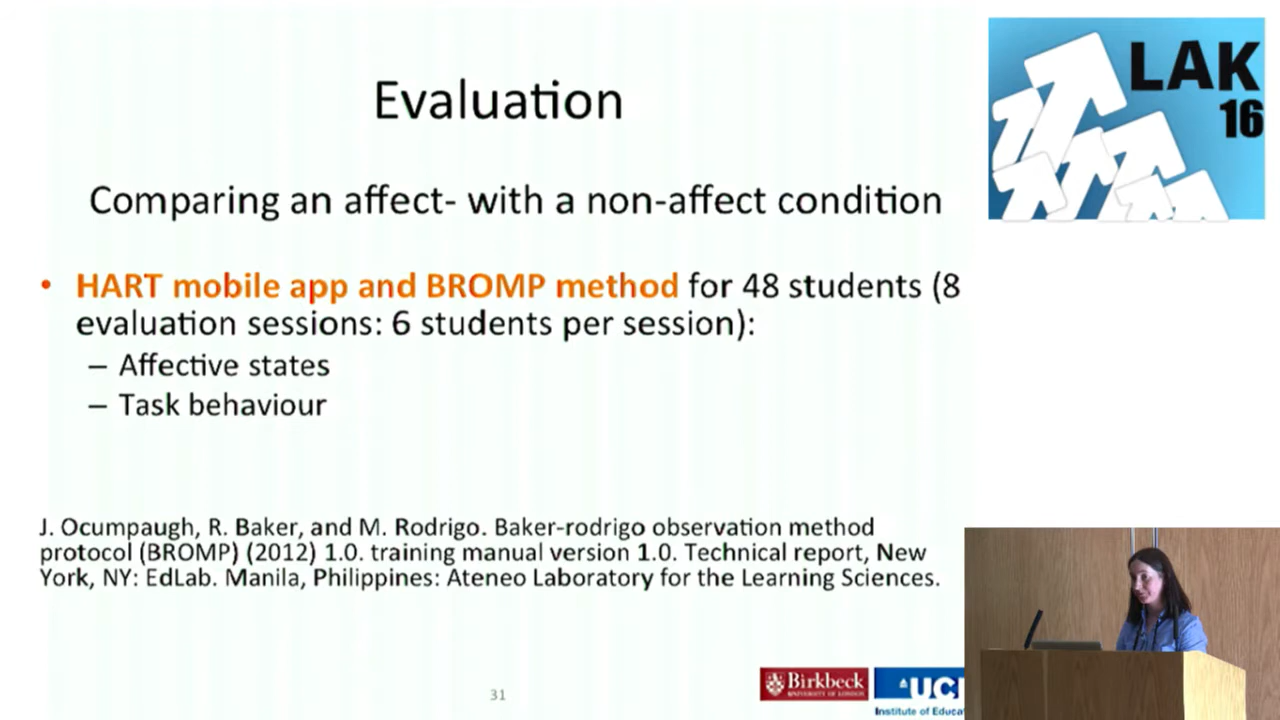 Evaluation
LAK
16
Comparing an affect- with a non-affect condition
• HART mobile app and BROMP method for 48 students (8
evaluation sessions: 6 students per session):
– Affective states
– Task behaviour
J. Ocumpaugh, R. Baker, and M. Rodrigo. Baker-rodrigo observation method
protocol (BROMP) (2012) 1.0. training manual version 1.0. Technical report, New
York, NY: EdLab. Manila, Philippines: Ateneo Laboratory for the Learning Sciences.
31
Birkbeck
UNIVERSITY OF LONDON
UCL
Institute of Educa